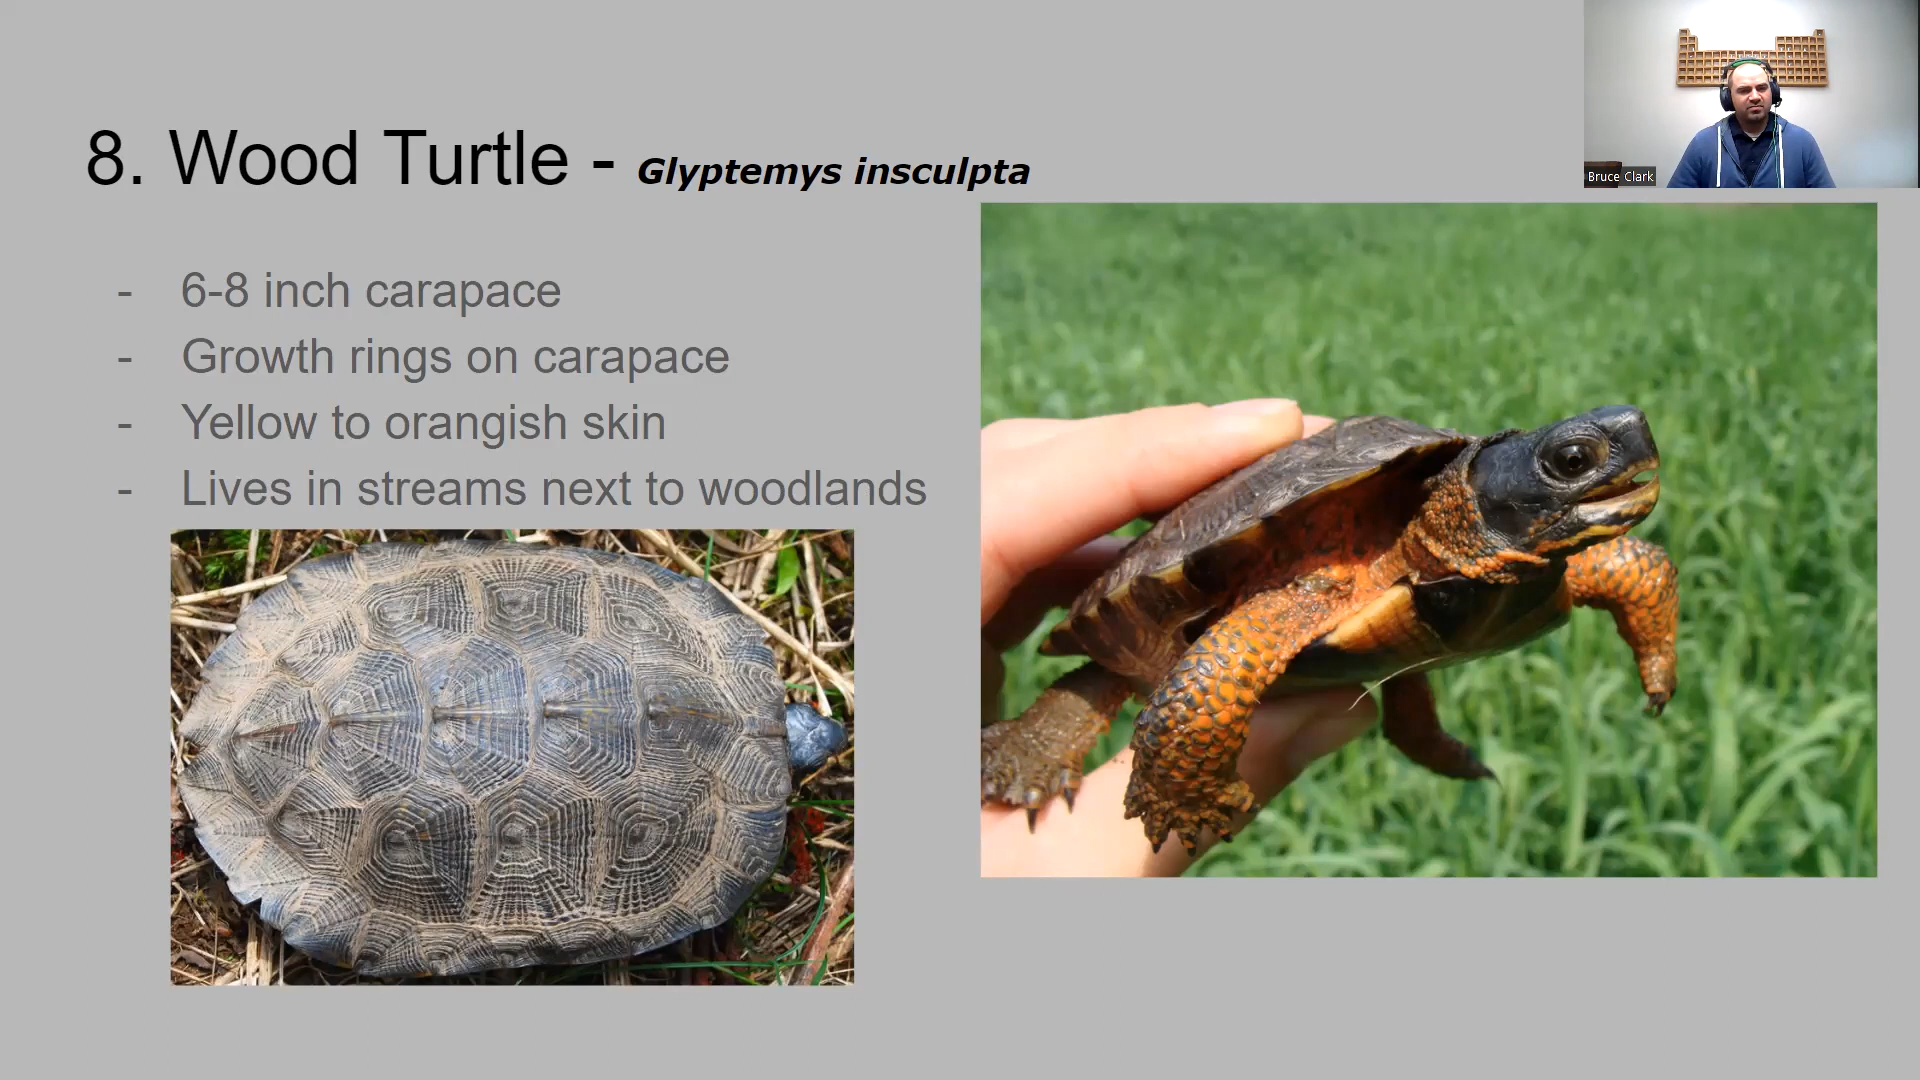 8. Wood Turtle - Glyptemys insculpta
- 6-8 inch carapace
- Growth rings on carapace
- Yellow to orangish skin
- Lives in streams next to woodlands
Bruce Clark